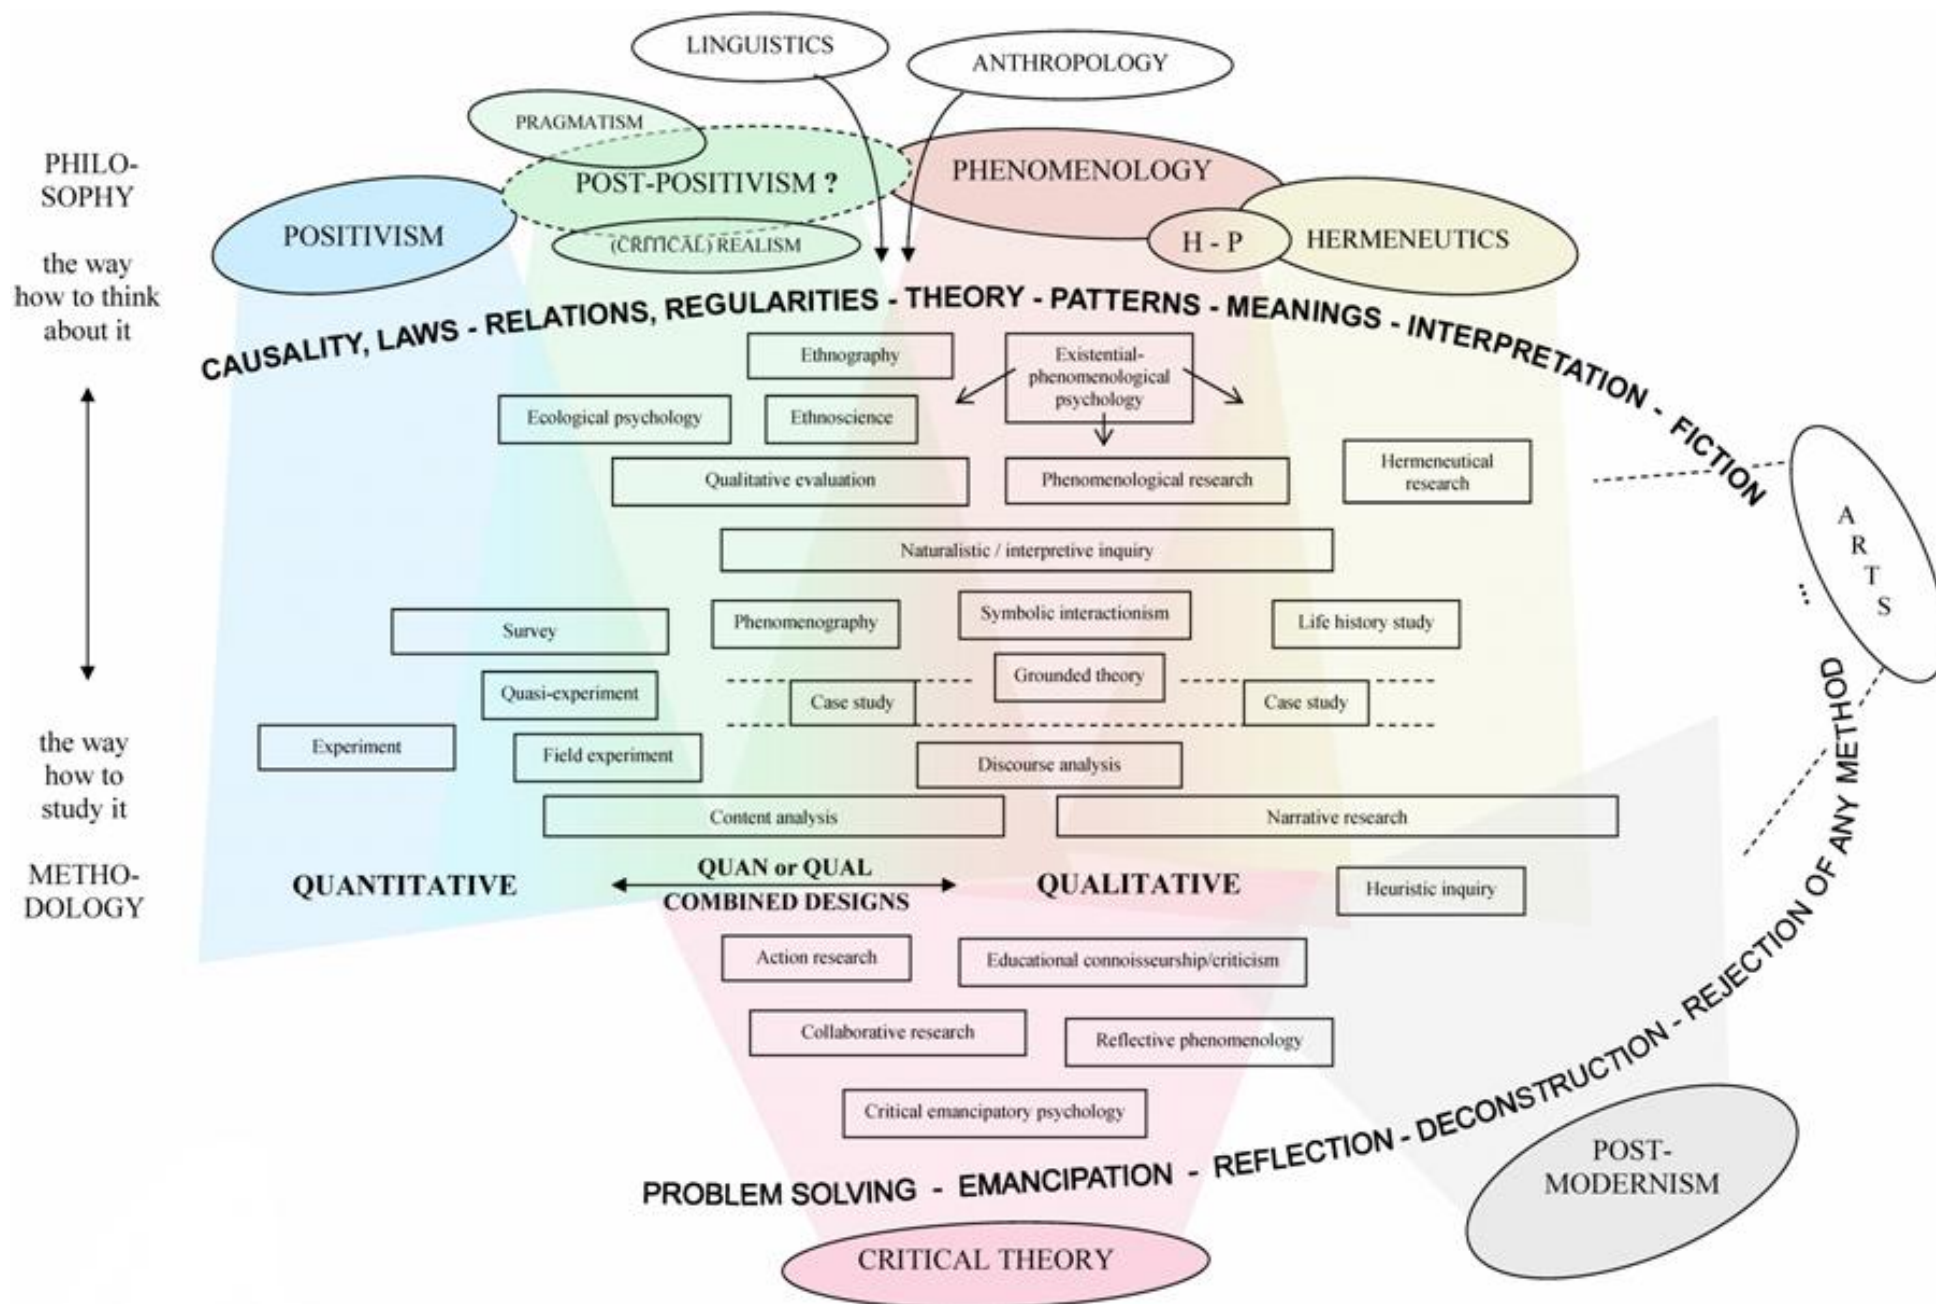 LINGUISTICS
ANTHROPOLOGY
PRAGMATISM
PHILO-
SOPHY
the way
how to think
about it
POSITIVISM
POST-POSITIVISM ?
(CRITICAL) REALISM
PHENOMENOLOGY
H - P
HERMENEUTICS
CAUSALITY, LAWS - RELATIONS, REGULARITIES - THEORY - PATTERNS - MEANINGS - INTERPRETATION - FICTION
Ethnography
Existential-
phenomenological
psychology
Ecological psychology
Ethnoscience
Qualitative evaluation
Phenomenological research
Hermeneutical
research
A
R
T
S
...
Naturalistic / interpretive inquiry
Survey
Phenomenography
Symbolic interactionism
Life history study
Quasi-experiment
Case study
Grounded theory
Case study
Experiment
Field experiment
Discourse analysis
Content analysis
Narrative research
the way
how to
study it
METHO-
DOLOGY
QUANTITATIVE
QUAN or QUAL
COMBINED DESIGNS
QUALITATIVE
Heuristic inquiry
Action research
Educational connoisseurship/criticism
Collaborative research
Reflective phenomenology
Critical emancipatory psychology
PROBLEM SOLVING - EMANCIPATION - REFLECTION - DECONSTRUCTION - REJECTION OF ANY METHOD
POST-
MODERNISM
CRITICAL THEORY